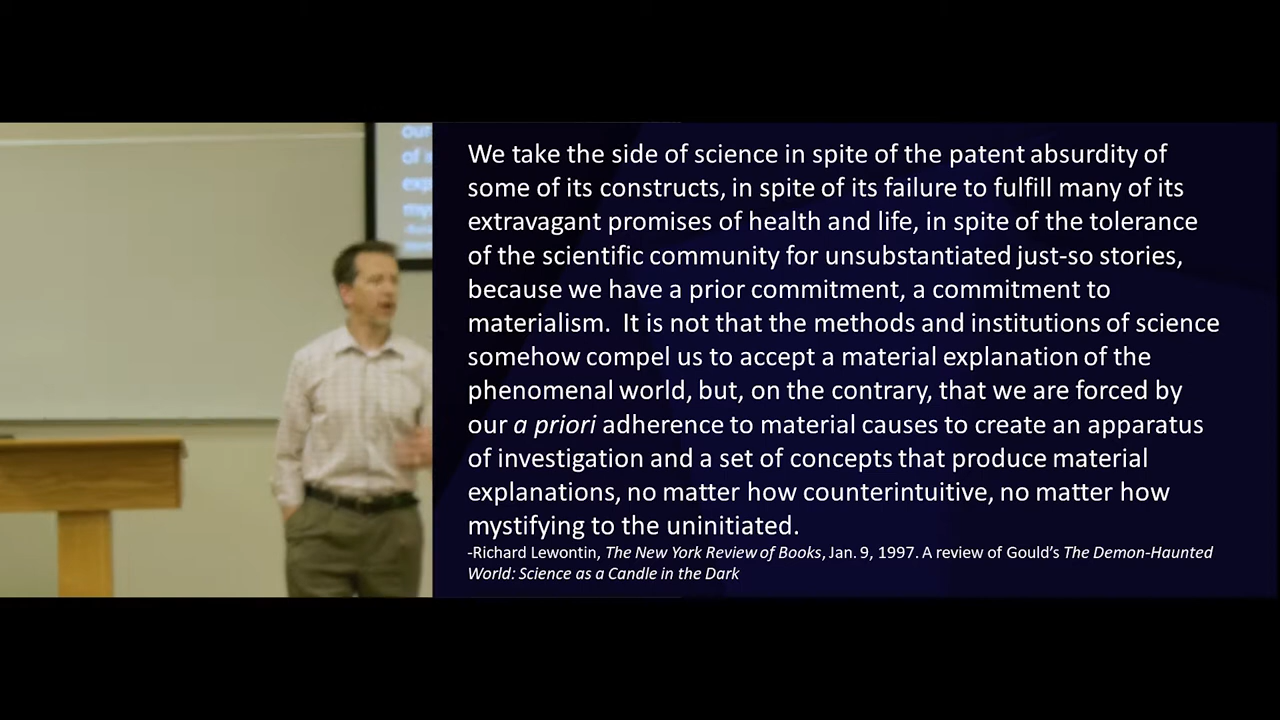 our
of a
We take the side of science in spite of the patent absurdity of
some of its constructs, in spite of its failure to fulfill many of its
extravagant promises of health and life, in spite of the tolerance
of the scientific community for unsubstantiated just-so stories,
because we have a prior commitment, a commitment to
materialism.  It is not that the methods and institutions of science
somehow compel us to accept a material explanation of the
phenomenal world, but, on the contrary, that we are forced by
our a priori adherence to material causes to create an apparatus
of investigation and a set of concepts that produce material
explanations, no matter how counterintuitive, no matter how
mystifying to the uninitiated.
-Richard Lewontin, The New York Review of Books, Jan. 9, 1997. A review of Gould’s The Demon-Haunted
World: Science as a Candle in the Dark